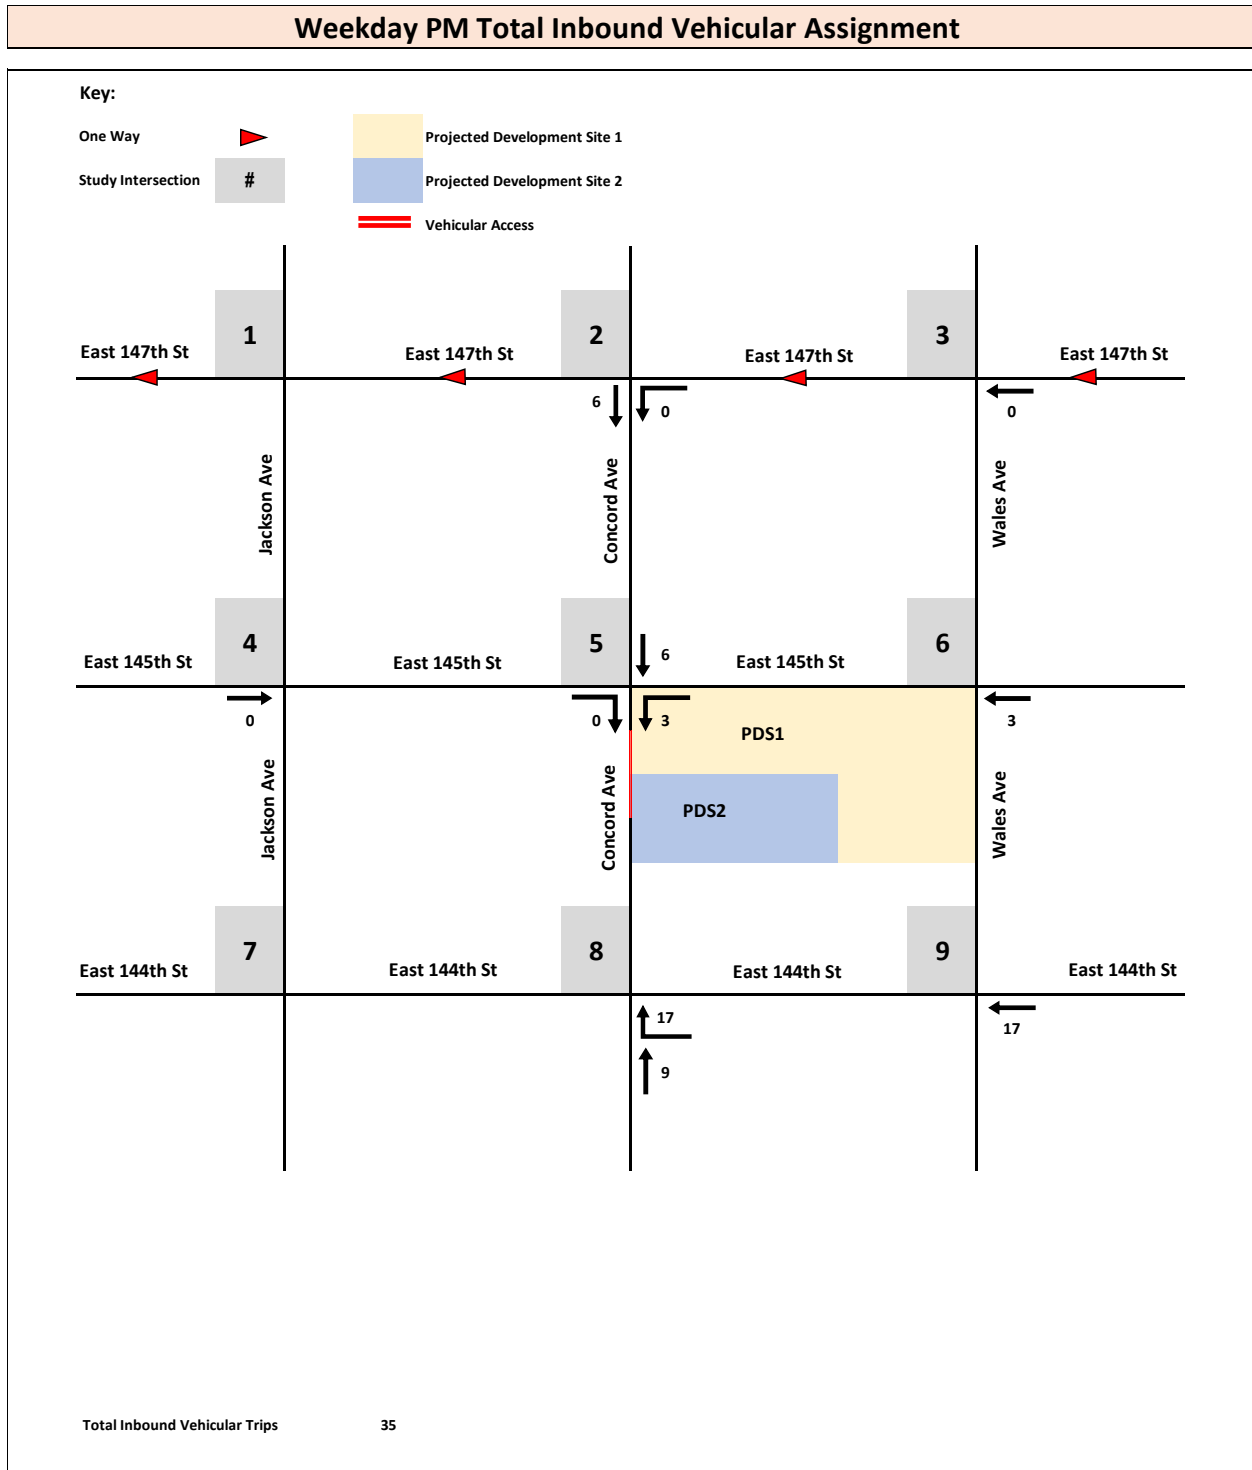 Weekday PM Total Inbound Vehicular Assignment
Key:
One Way
Projected Development Site 1
Study Intersection
#
Projected Development Site 2
Vehicular Access
1
2
3
East 147th St
East 147th St
East 147th St
East 147th St
6
0
0
Jackson Ave
Concord Ave
Wales Ave
4
5
6
East 145th St
East 145th St
6
East 145th St
0
0
3
3
PDS1
Jackson Ave
Concord Ave
PDS2
Wales Ave
7
8
9
East 144th St
East 144th St
East 144th St
East 144th St
17
17
9
Total Inbound Vehicular Trips 35